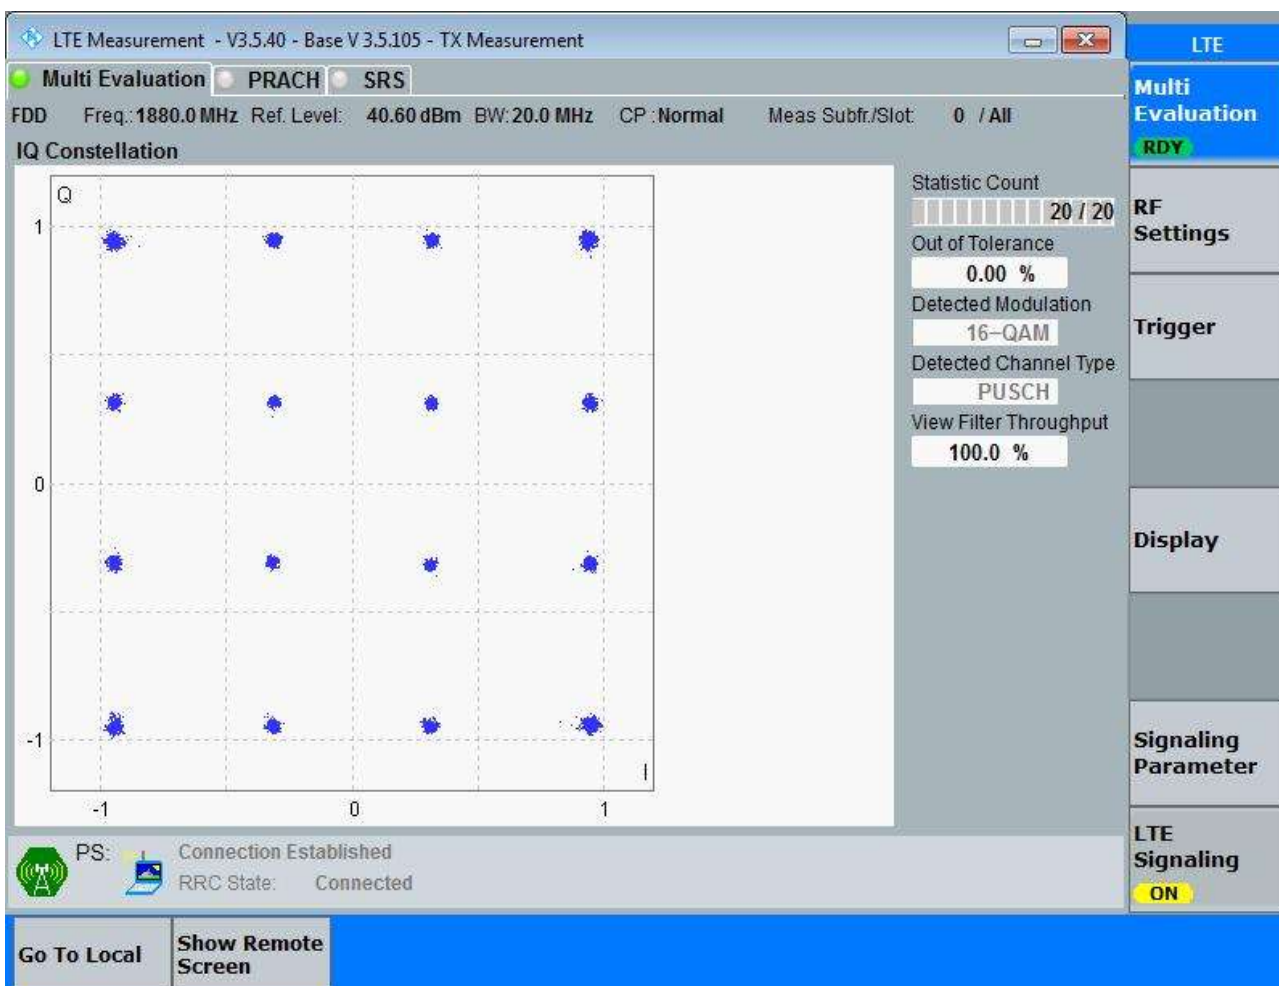 LTE Measurement - V3.5.40 - Base V 3.5.105 - TX Measurement
LTE
Multi Evaluation PRACH SRS
Multi
Evaluation
RDY
FDD Freq.: 1880.0 MHz Ref. Level: 40.60 dBm BW: 20.0 MHz CP : Normal Meas Subfr./Slot: 0 / All
IQ Constellation
Q
1
0
-1
I
-1 0 1
Statistic Count
20 / 20
Out of Tolerance
0.00 %
Detected Modulation
16-QAM
Detected Channel Type
PUSCH
View Filter Throughput
100.0 %
RF
Settings
Trigger
Display
Signaling
Parameter
LTE
Signaling
ON
PS: Connection Established
RRC State: Connected
Go To Local
Show Remote
Screen